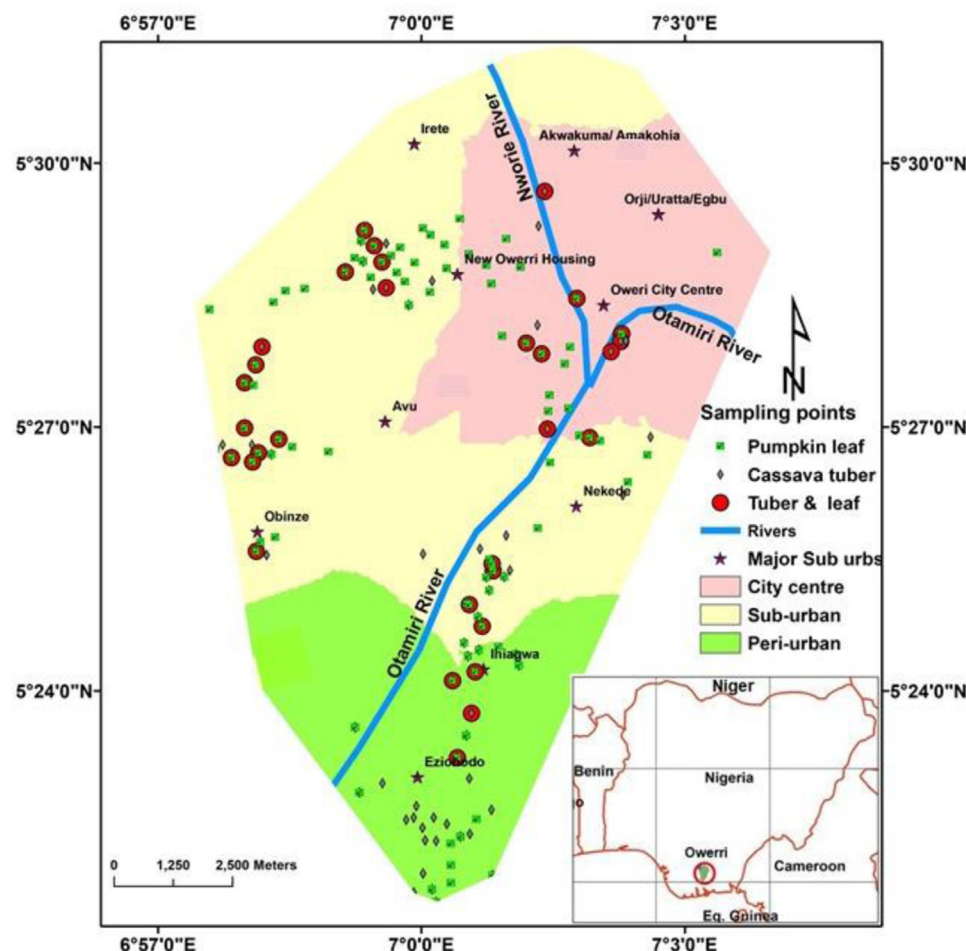 6°57'0"E 7°0'0"E 7°3'0"E
5°30'0"N 5°30'0"N
Irete
Nworie River
Akwakuma/ Amakohia
Orji/Uratta/Egbu
New Owerri Housing
Oweri City Centre
Otamiri River
N
5°27'0"N 5°27'0"N
Avu
Sampling points
Pumpkin leaf
Cassava tuber
Tuber & leaf
Rivers
Major Sub urbs
City centre
Sub-urban
Peri-urban
Nekede
Obinze
Otamiri River
Ihiagwa
5°24'0"N 5°24'0"N
Eziobodo
0 1,250 2,500 Meters
Niger
Benin
Nigeria
o
Owerri
Cameroon
Eq. Guinea
6°57'0"E 7°0'0"E 7°3'0"E